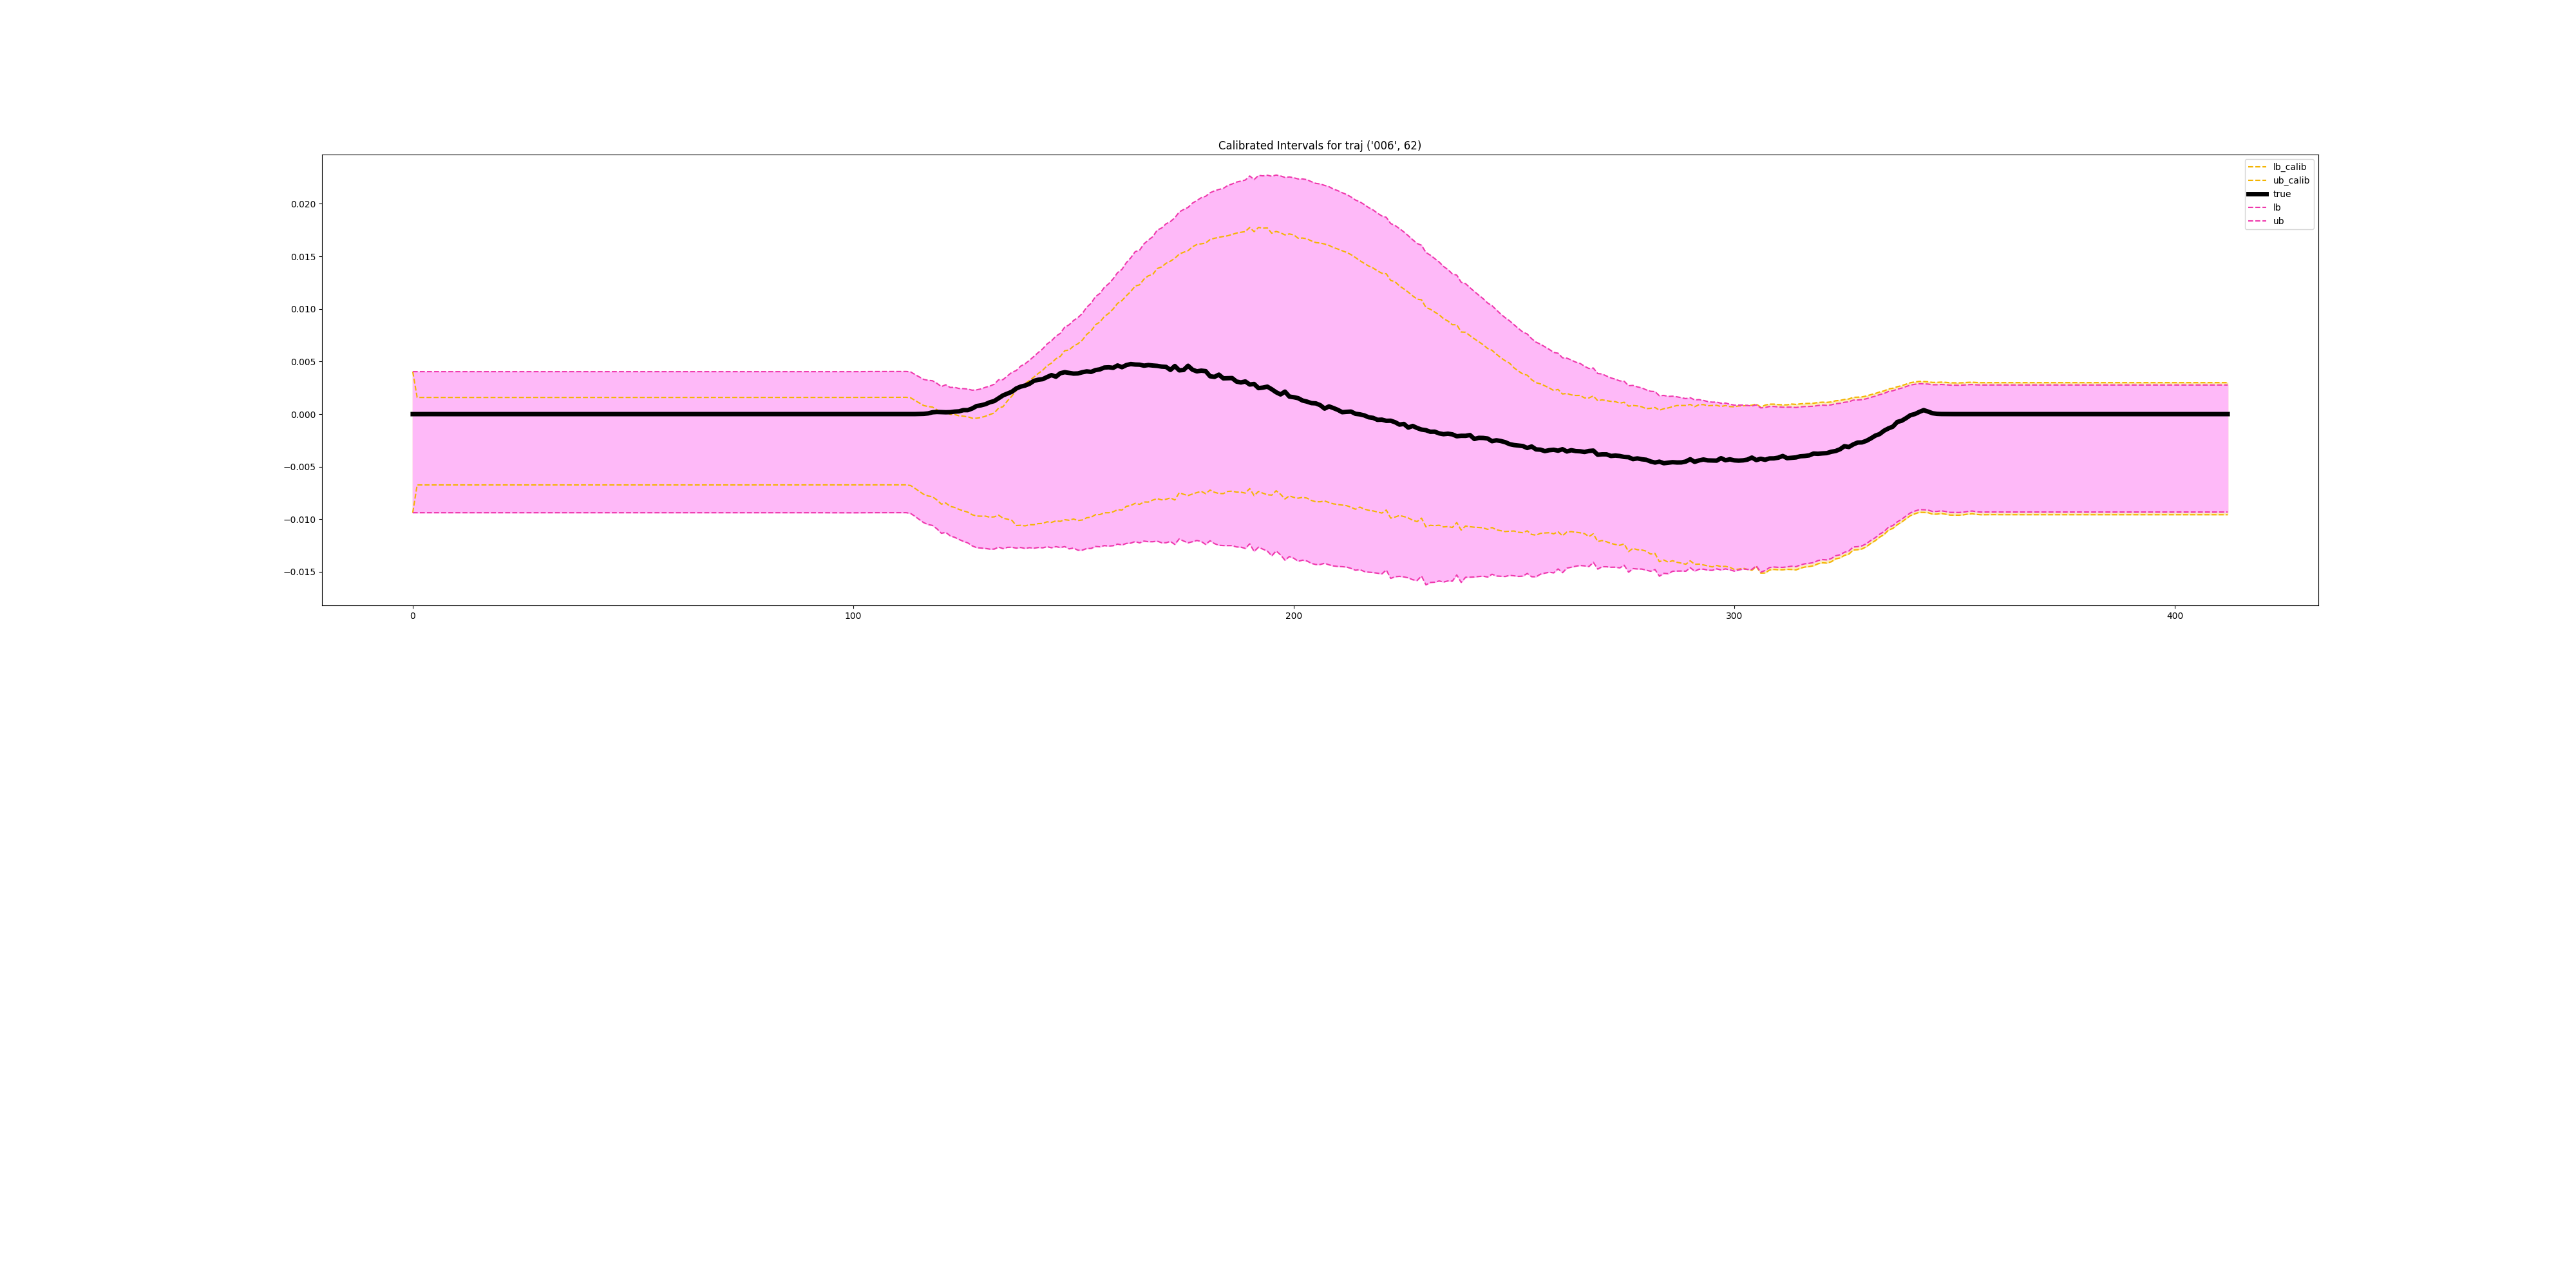 Calibrated Intervals for traj ('006', 62)
lb_calib
ub_calib
true
lb
ub
0.020
0.015
0.010
0.005
0.000
−0.005
−0.010
−0.015
0 100 200 300 400